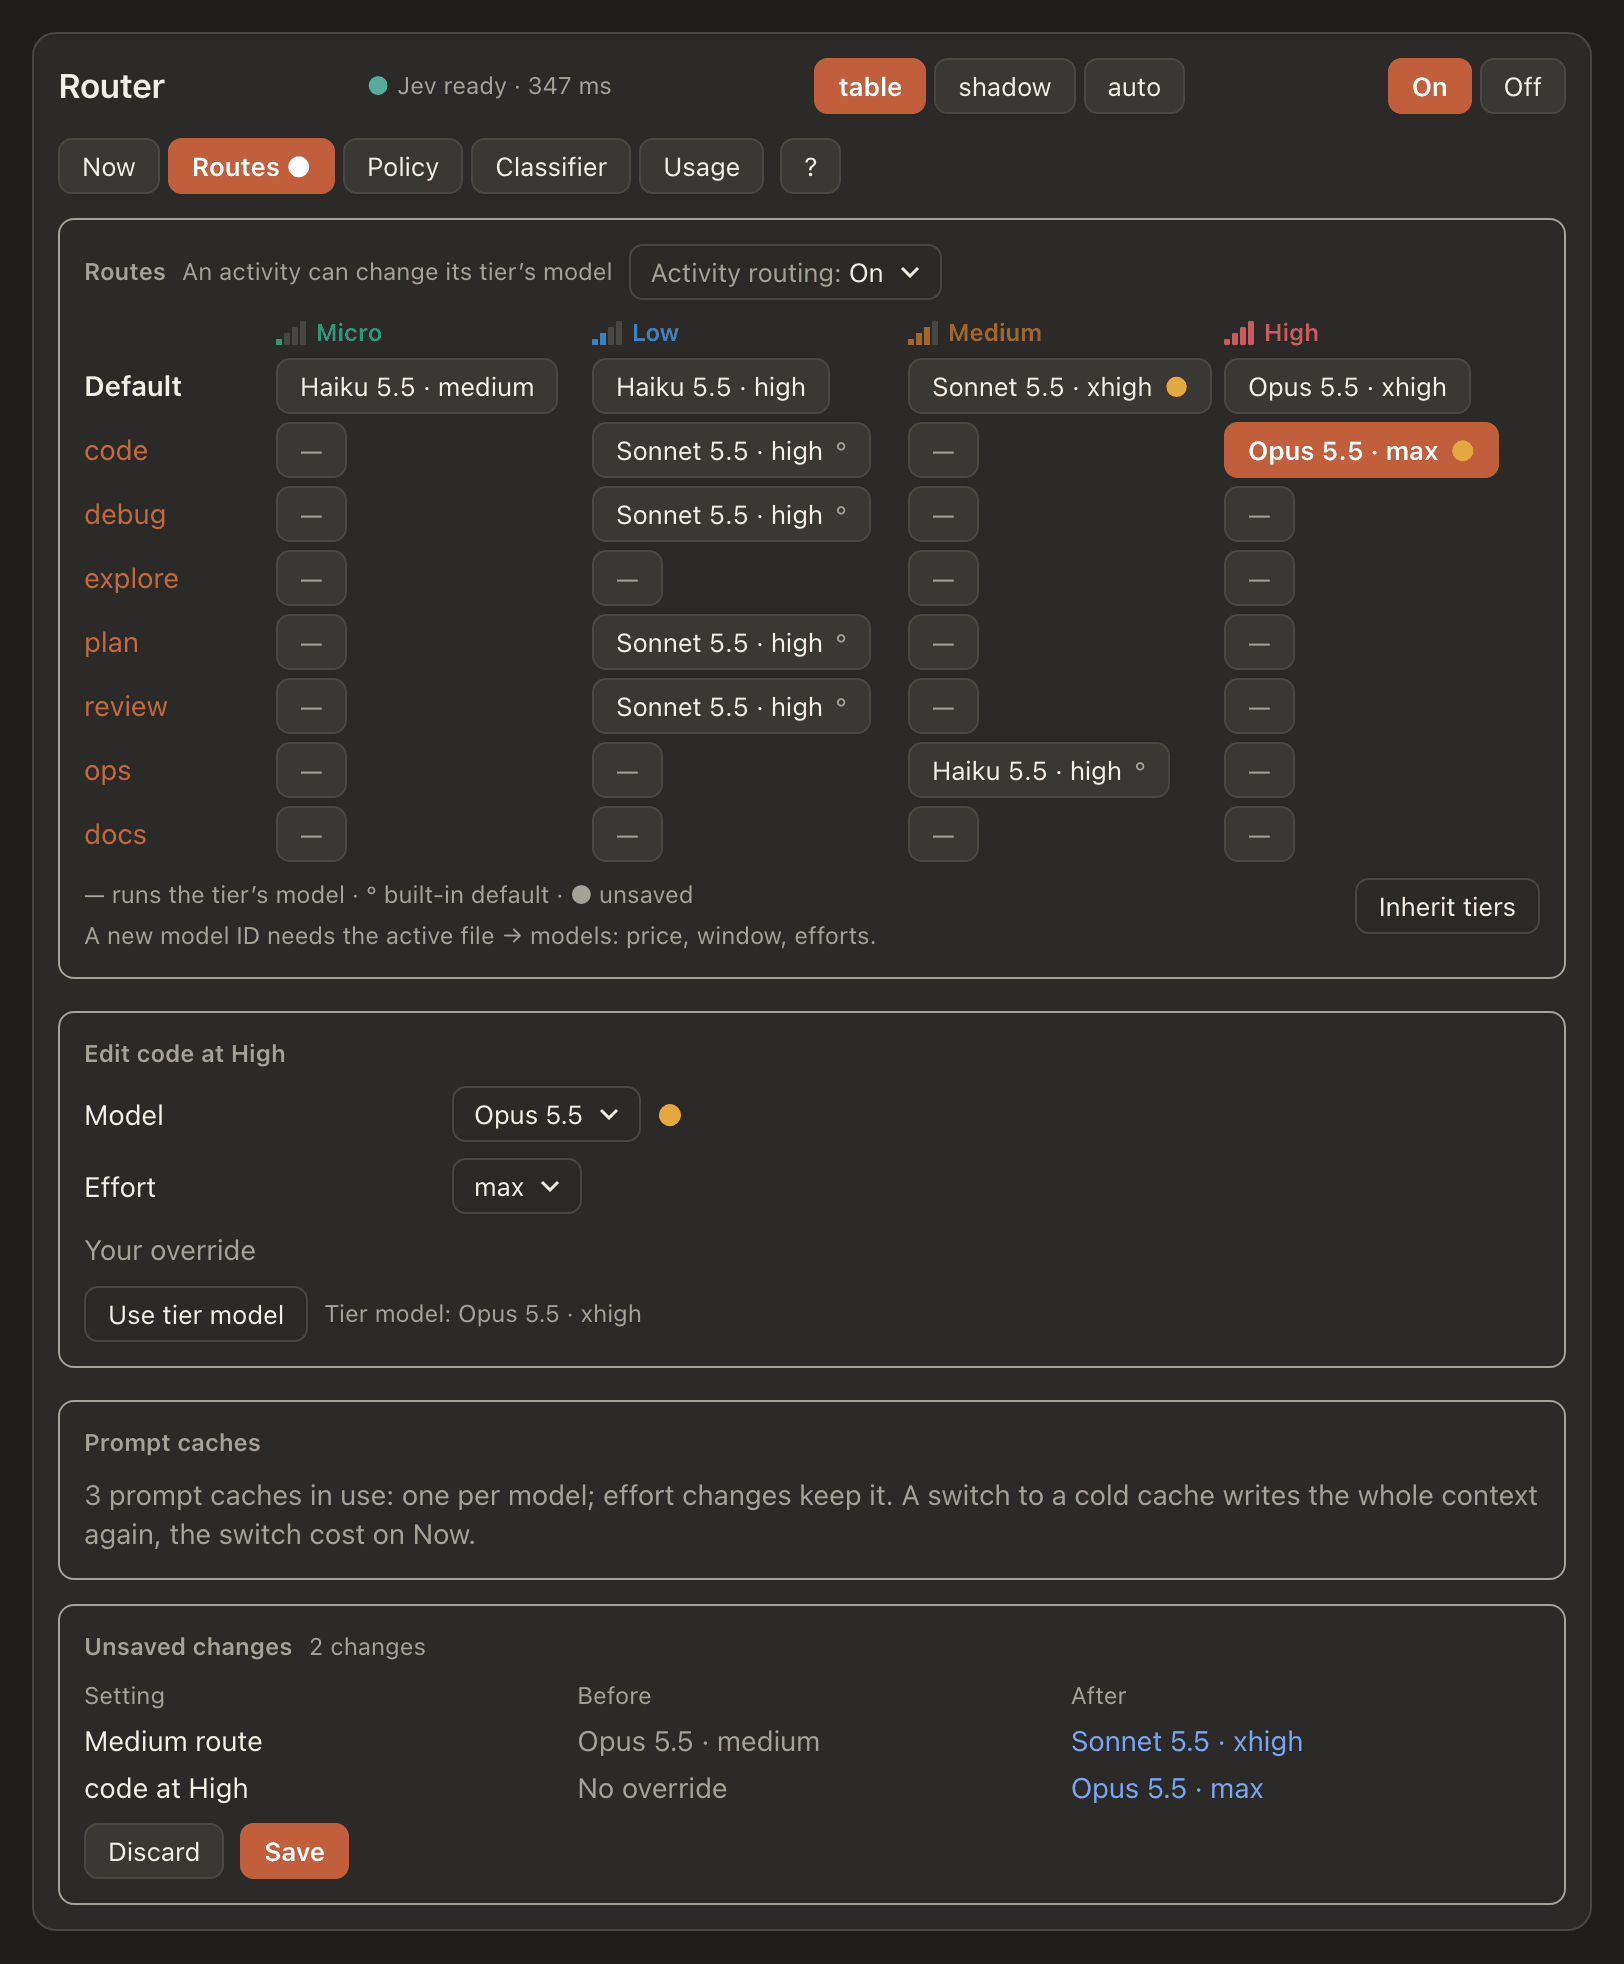 Router
Jev ready · 347 ms
table shadow auto
On Off
Now Routes Policy Classifier Usage ?
Routes An activity can change its tier’s model Activity routing: On
Micro Low Medium High
Default Haiku 5.5 · medium Haiku 5.5 · high Sonnet 5.5 · xhigh Opus 5.5 · xhigh
code — Sonnet 5.5 · high ° — Opus 5.5 · max
debug — Sonnet 5.5 · high ° — —
explore — — — —
plan — Sonnet 5.5 · high ° — —
review — Sonnet 5.5 · high ° — —
ops — — Haiku 5.5 · high ° —
docs — — — —
— runs the tier’s model · ° built-in default · ● unsaved
Inherit tiers
A new model ID needs the active file → models: price, window, efforts.
Edit code at High
Model Opus 5.5
Effort max
Your override
Use tier model Tier model: Opus 5.5 · xhigh
Prompt caches
3 prompt caches in use: one per model; effort changes keep it. A switch to a cold cache writes the whole context
again, the switch cost on Now.
Unsaved changes 2 changes
Setting Before After
Medium route Opus 5.5 · medium Sonnet 5.5 · xhigh
code at High No override Opus 5.5 · max
Discard Save